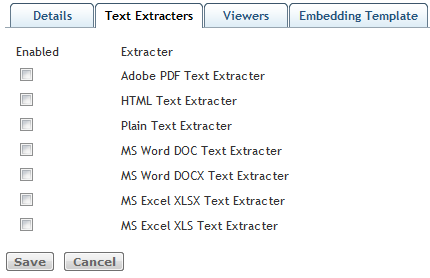 Details Text Extracters Viewers Embedding Template
Enabled Extracter
Adobe PDF Text Extracter
HTML Text Extracter
Plain Text Extracter
MS Word DOC Text Extracter
MS Word DOCX Text Extracter
MS Excel XLSX Text Extracter
MS Excel XLS Text Extracter
Save Cancel